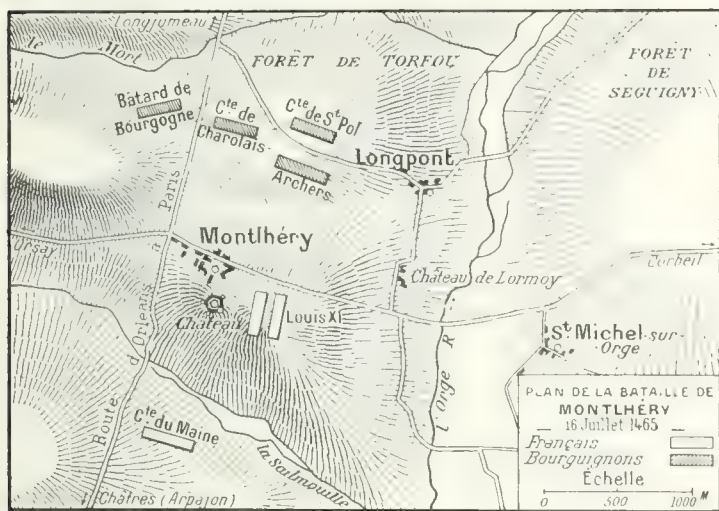 Longjumeau
le Mort
FORÊT DE TORFOU
FORÊT
DE
SEGUIGNY
Bâtard de
Bourgogne
Cte de
Charolais
Cte de St Pol
Archers
Longpont
Orsay
Montlhéry
Château
Louis XI
Château de Lormoy
Corbeil
St Michel-sur-
Orge
l'Orge R.
Route d'Orléans à Paris
Cte du Maine
la Salmouille
Châtres (Arpajon)
PLAN DE LA BATAILLE DE
MONTLHÉRY
16 Juillet 1465
Français
Bourguignons
Échelle
0 500 1000 M